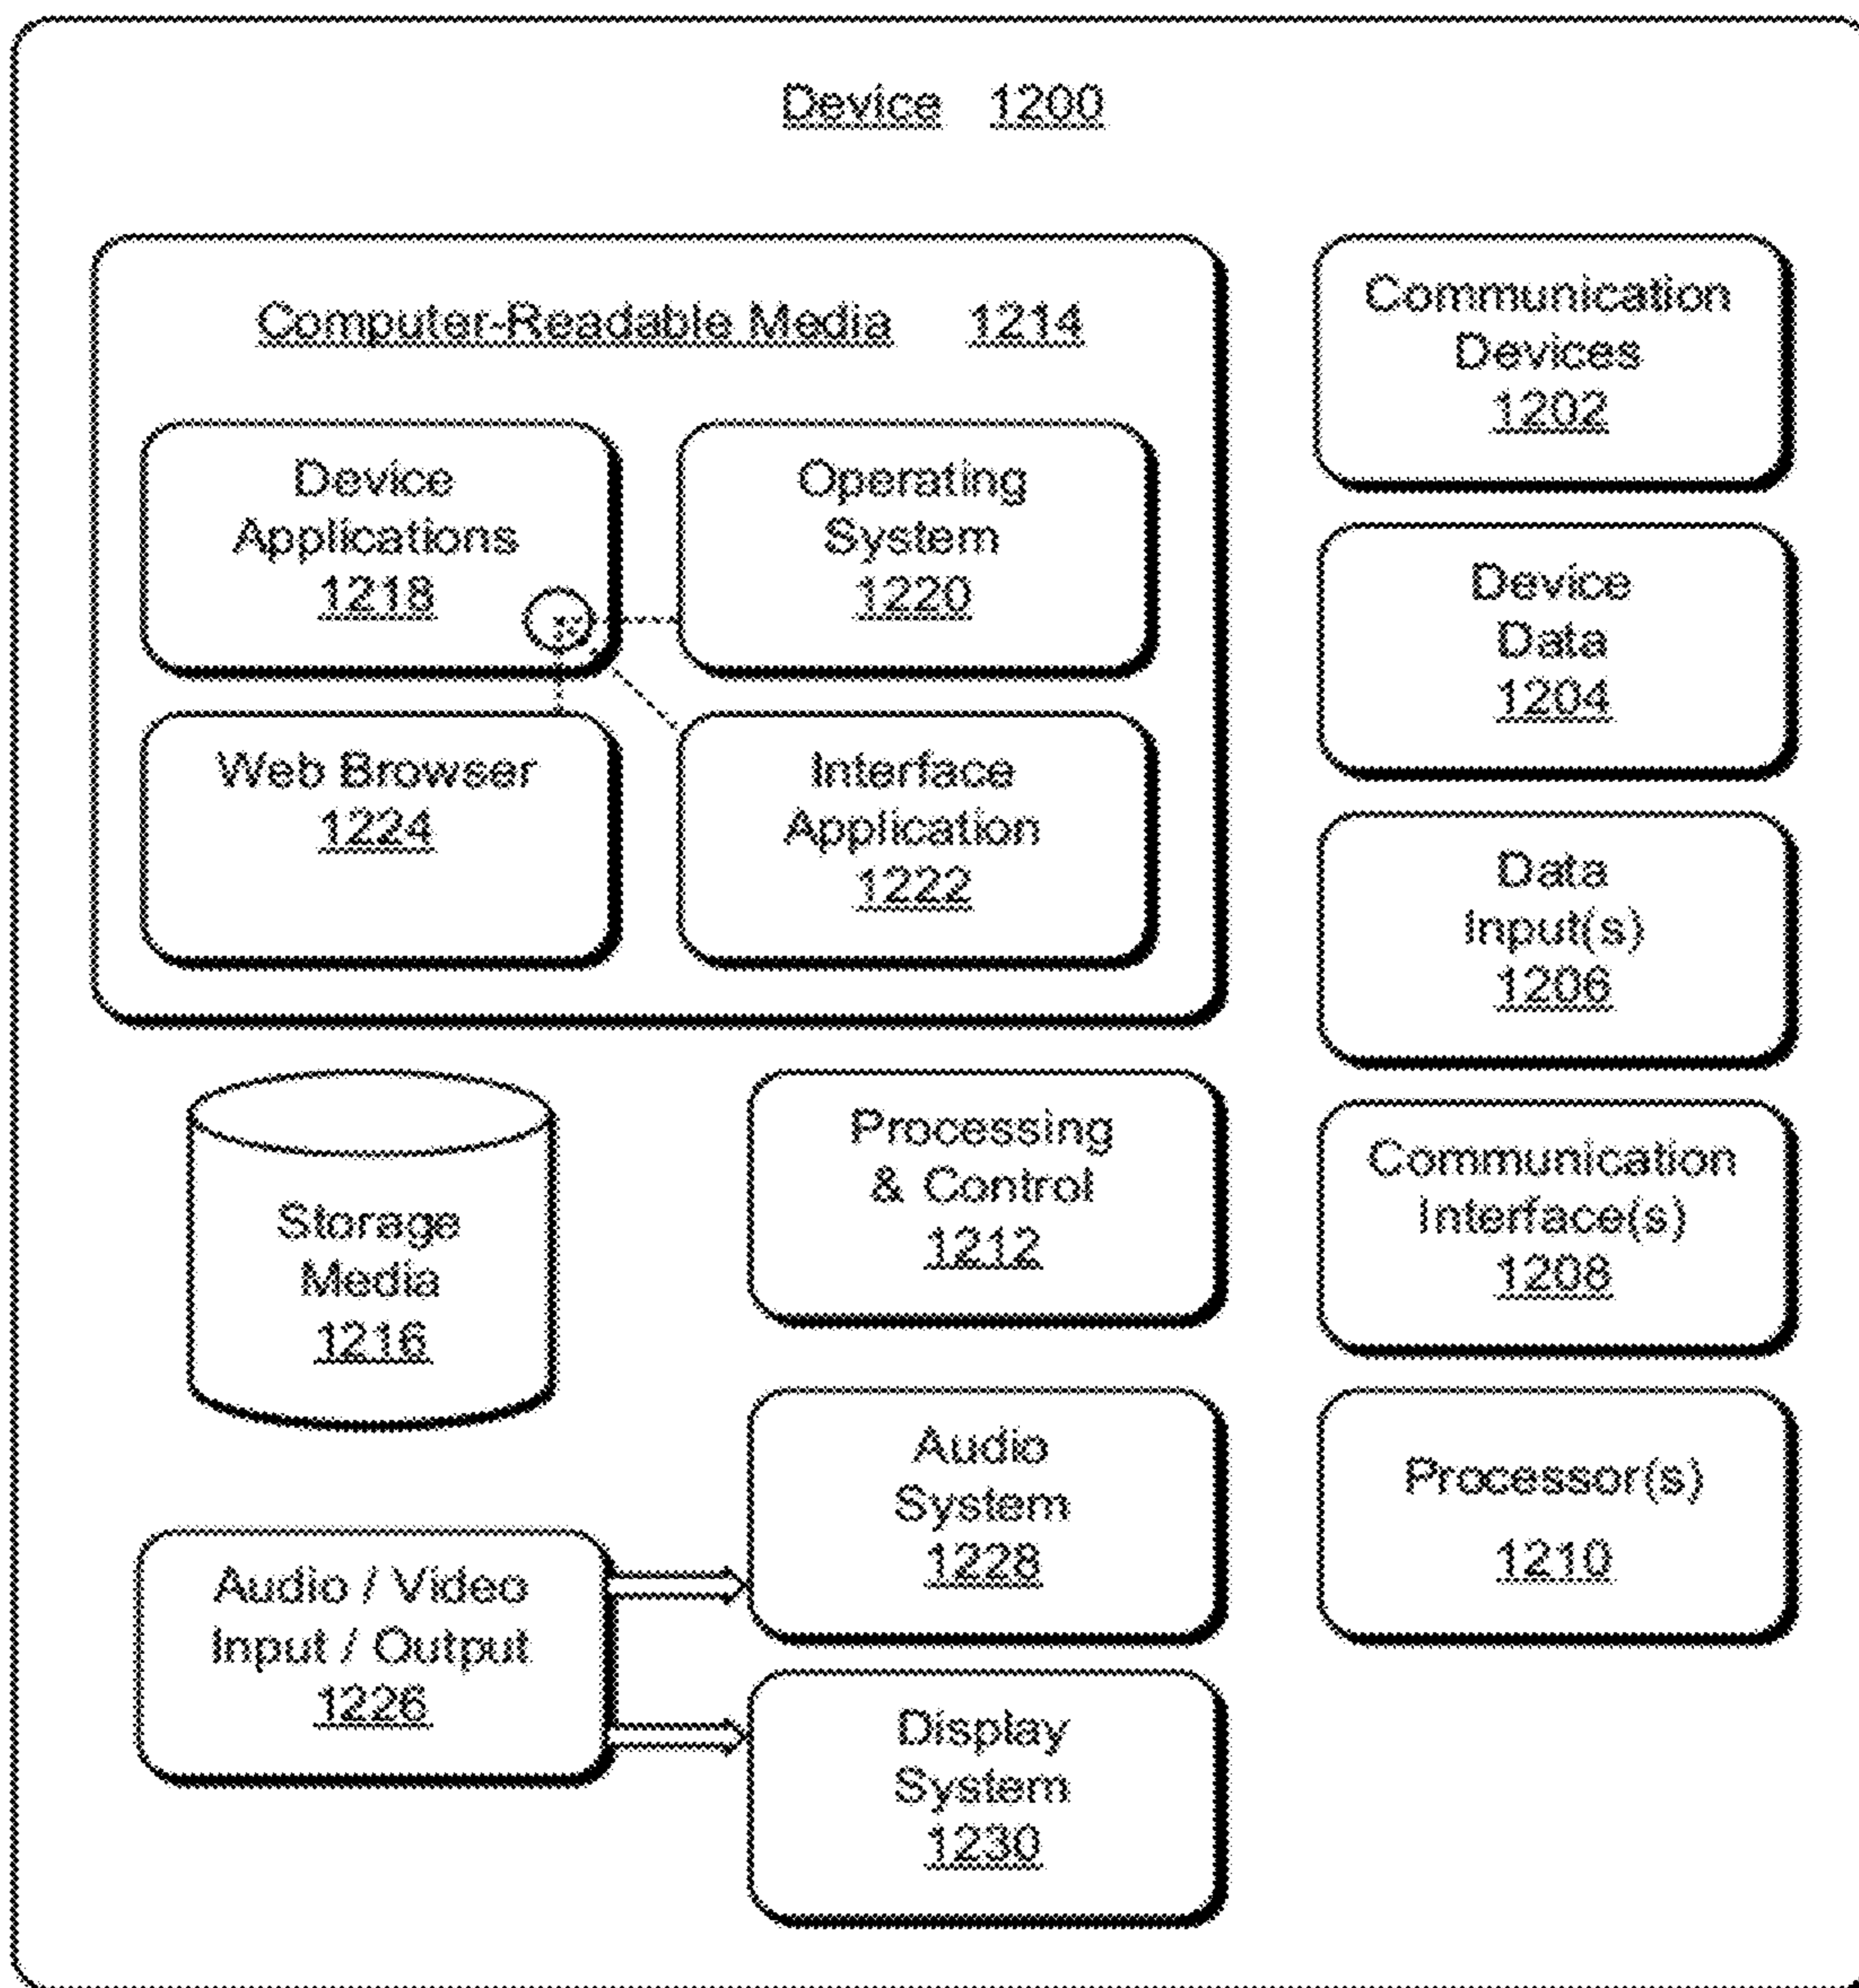 Device 1200
Computer-Readable Media 1214
Device
Applications
1218
Operating
System
1220
Web Browser
1224
Interface
Application
1222
Storage
Media
1216
Processing
& Control
1212
Audio / Video
Input / Output
1226
Audio
System
1228
Display
System
1230
Communication
Devices
1202
Device
Data
1204
Data
Input(s)
1206
Communication
Interface(s)
1208
Processor(s)
1210